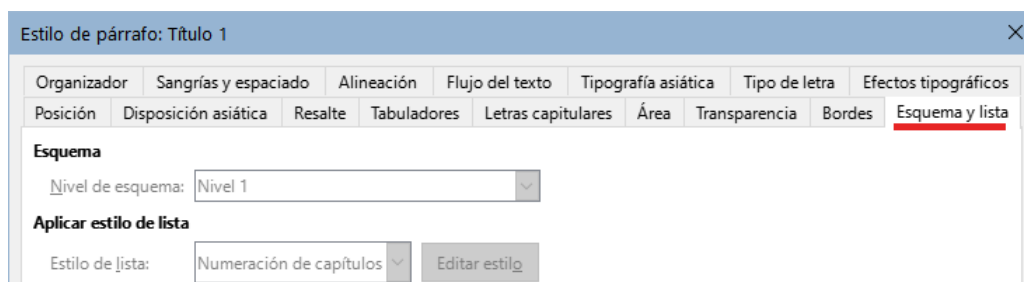 Estilo de párrafo: Título 1
Organizador Sangrías y espaciado Alineación Flujo del texto Tipografía asiática Tipo de letra Efectos tipográficos
Posición Disposición asiática Resalte Tabuladores Letras capitulares Área Transparencia Bordes Esquema y lista
Esquema
Nivel de esquema: Nivel 1
Aplicar estilo de lista
Estilo de lista: Numeración de capítulos Editar estilo